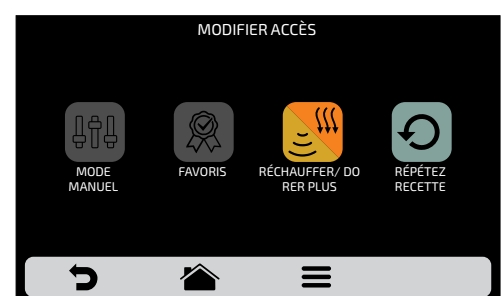 MODIFIER ACCÈS
MODE
MANUEL
FAVORIS
RÉCHAUFFER/ DO
RER PLUS
RÉPÉTEZ
RECETTE